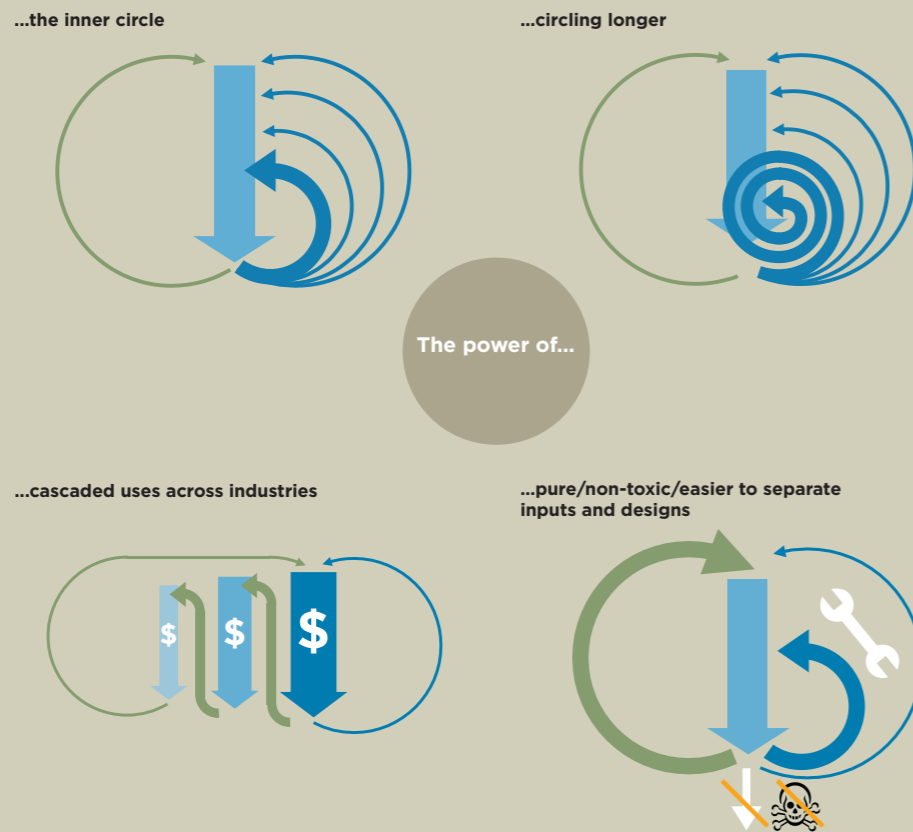 ...the inner circle
...circling longer
The power of...
...cascaded uses across industries
...pure/non-toxic/easier to separate
inputs and designs
$
$
$